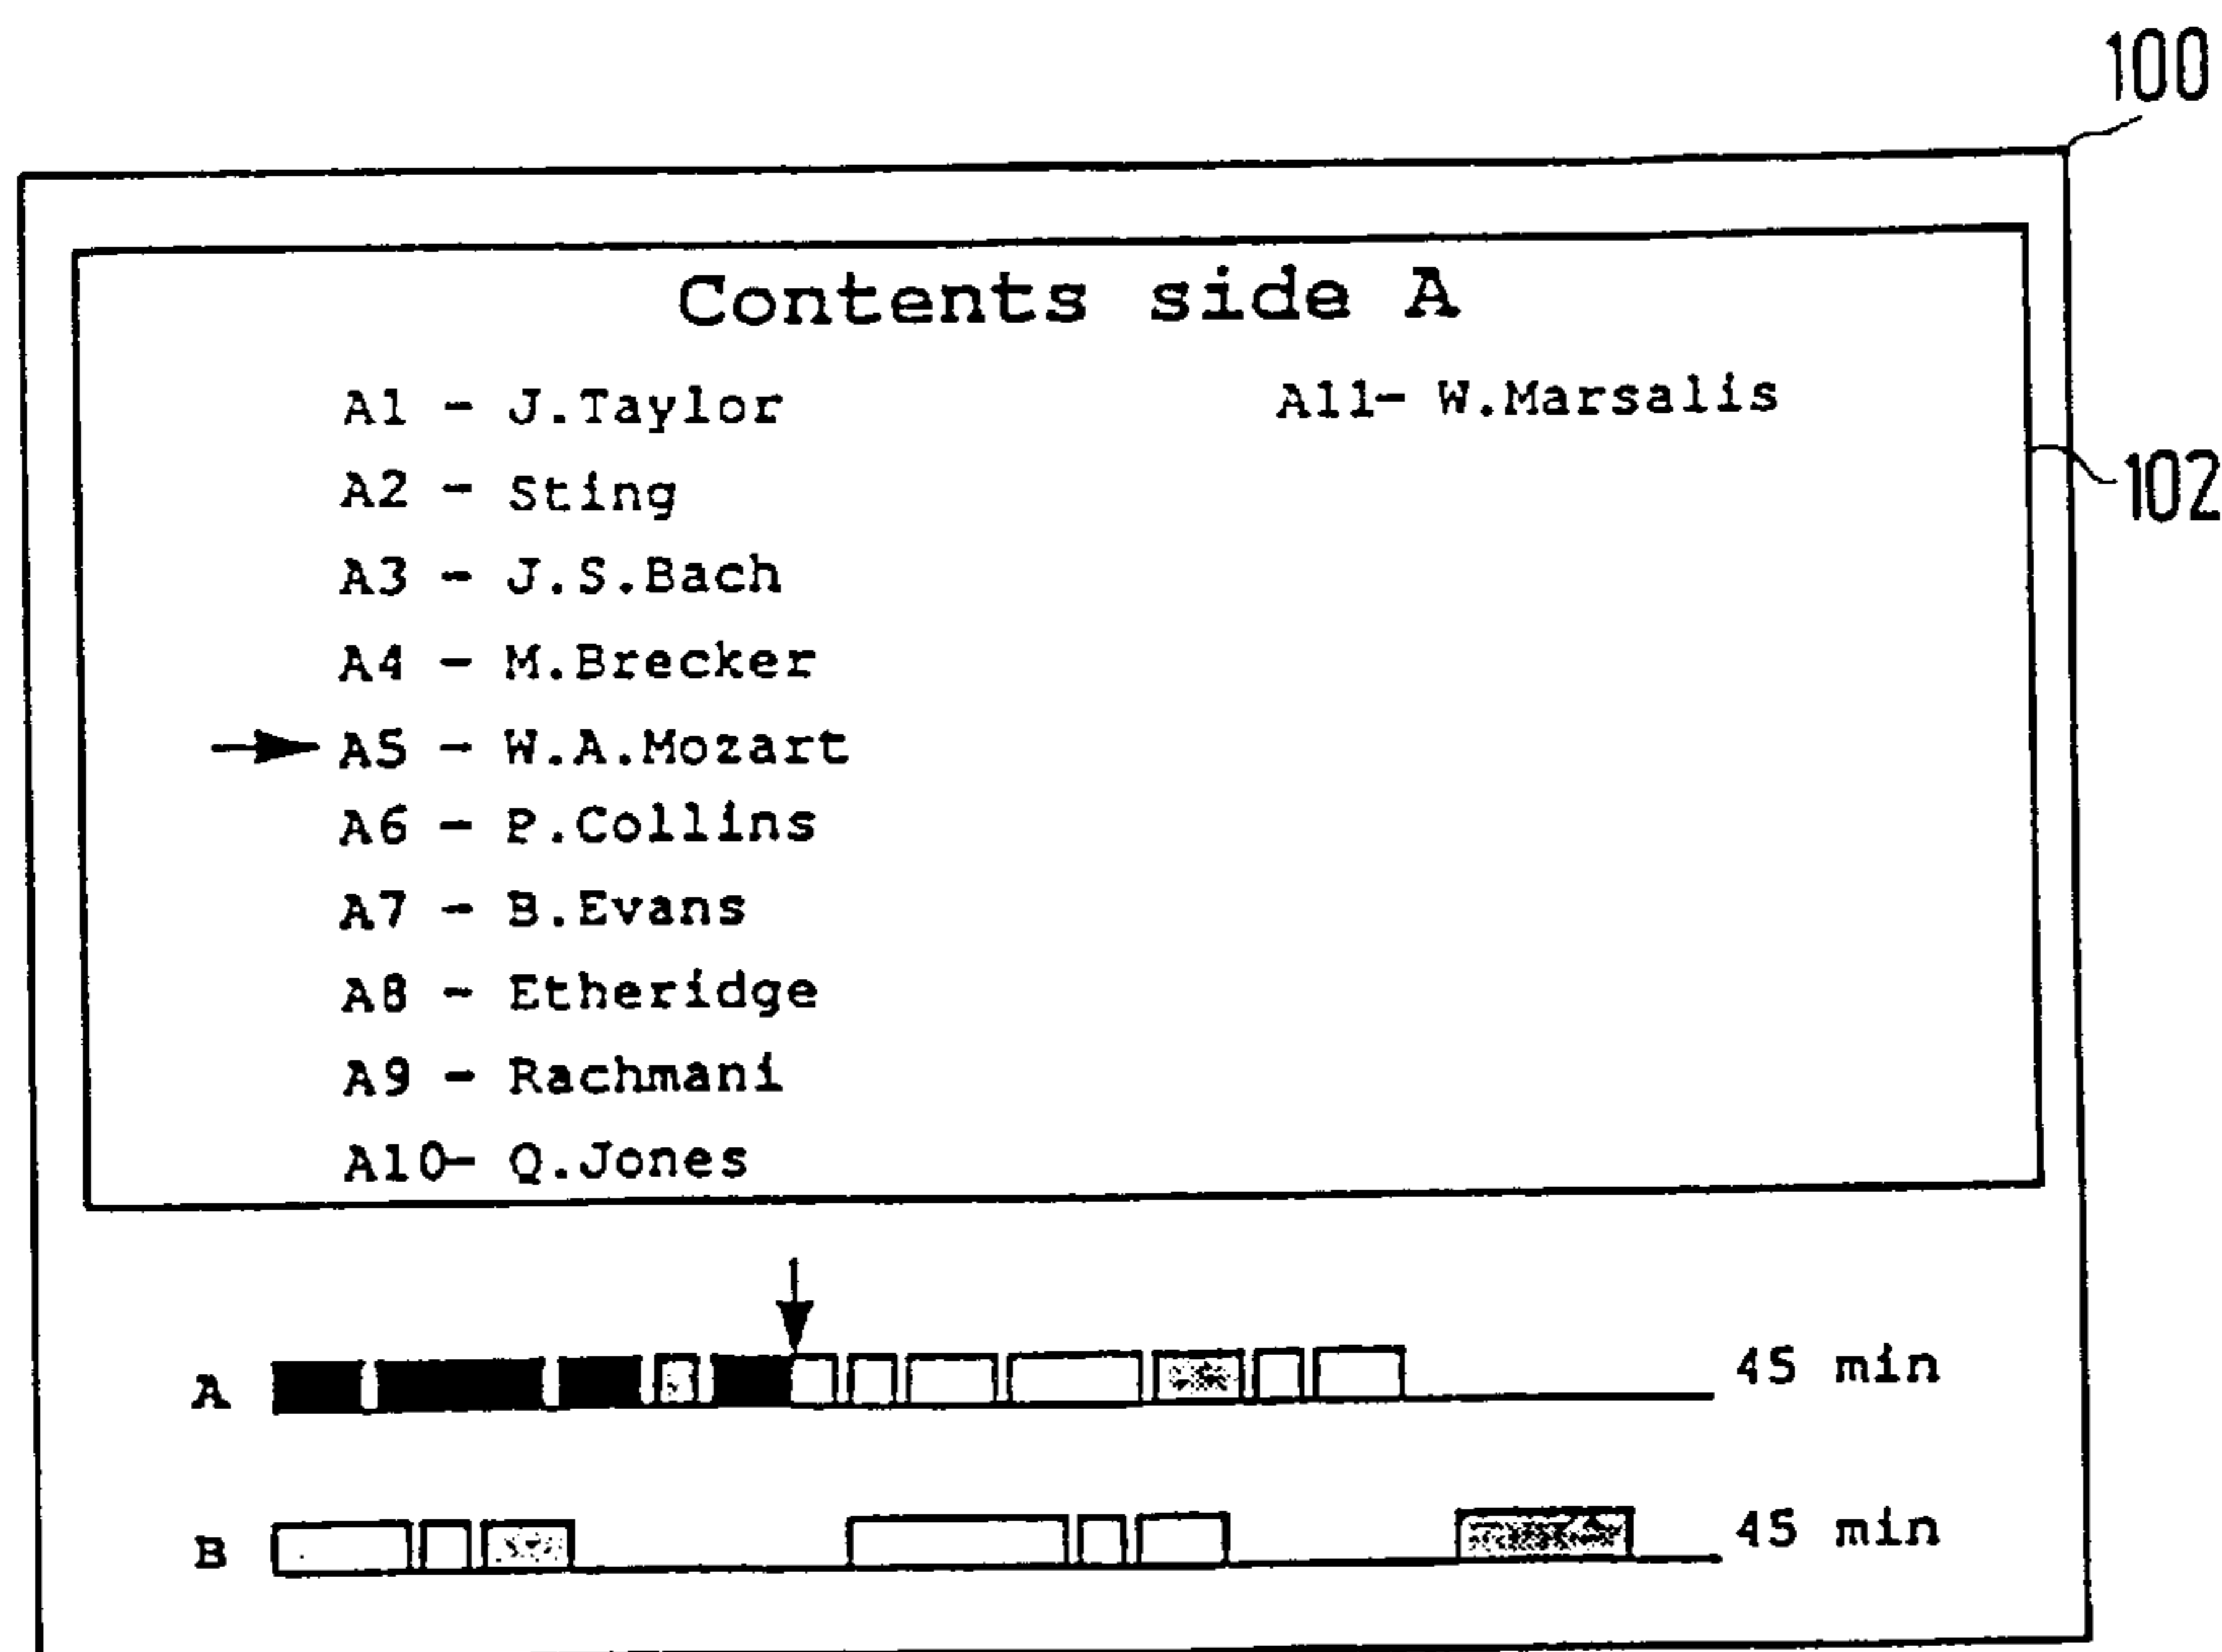 100
Contents side A
A1 - J.Taylor
A2 - Sting
A3 - J.S.Bach
A4 - M.Brecker
A5 - W.A.Mozart
A6 - P.Collins
A7 - B.Evans
A8 - Etheridge
A9 - Rachmani
A10- Q.Jones
A11- W.Marsalis
102
A 45 min
B 45 min